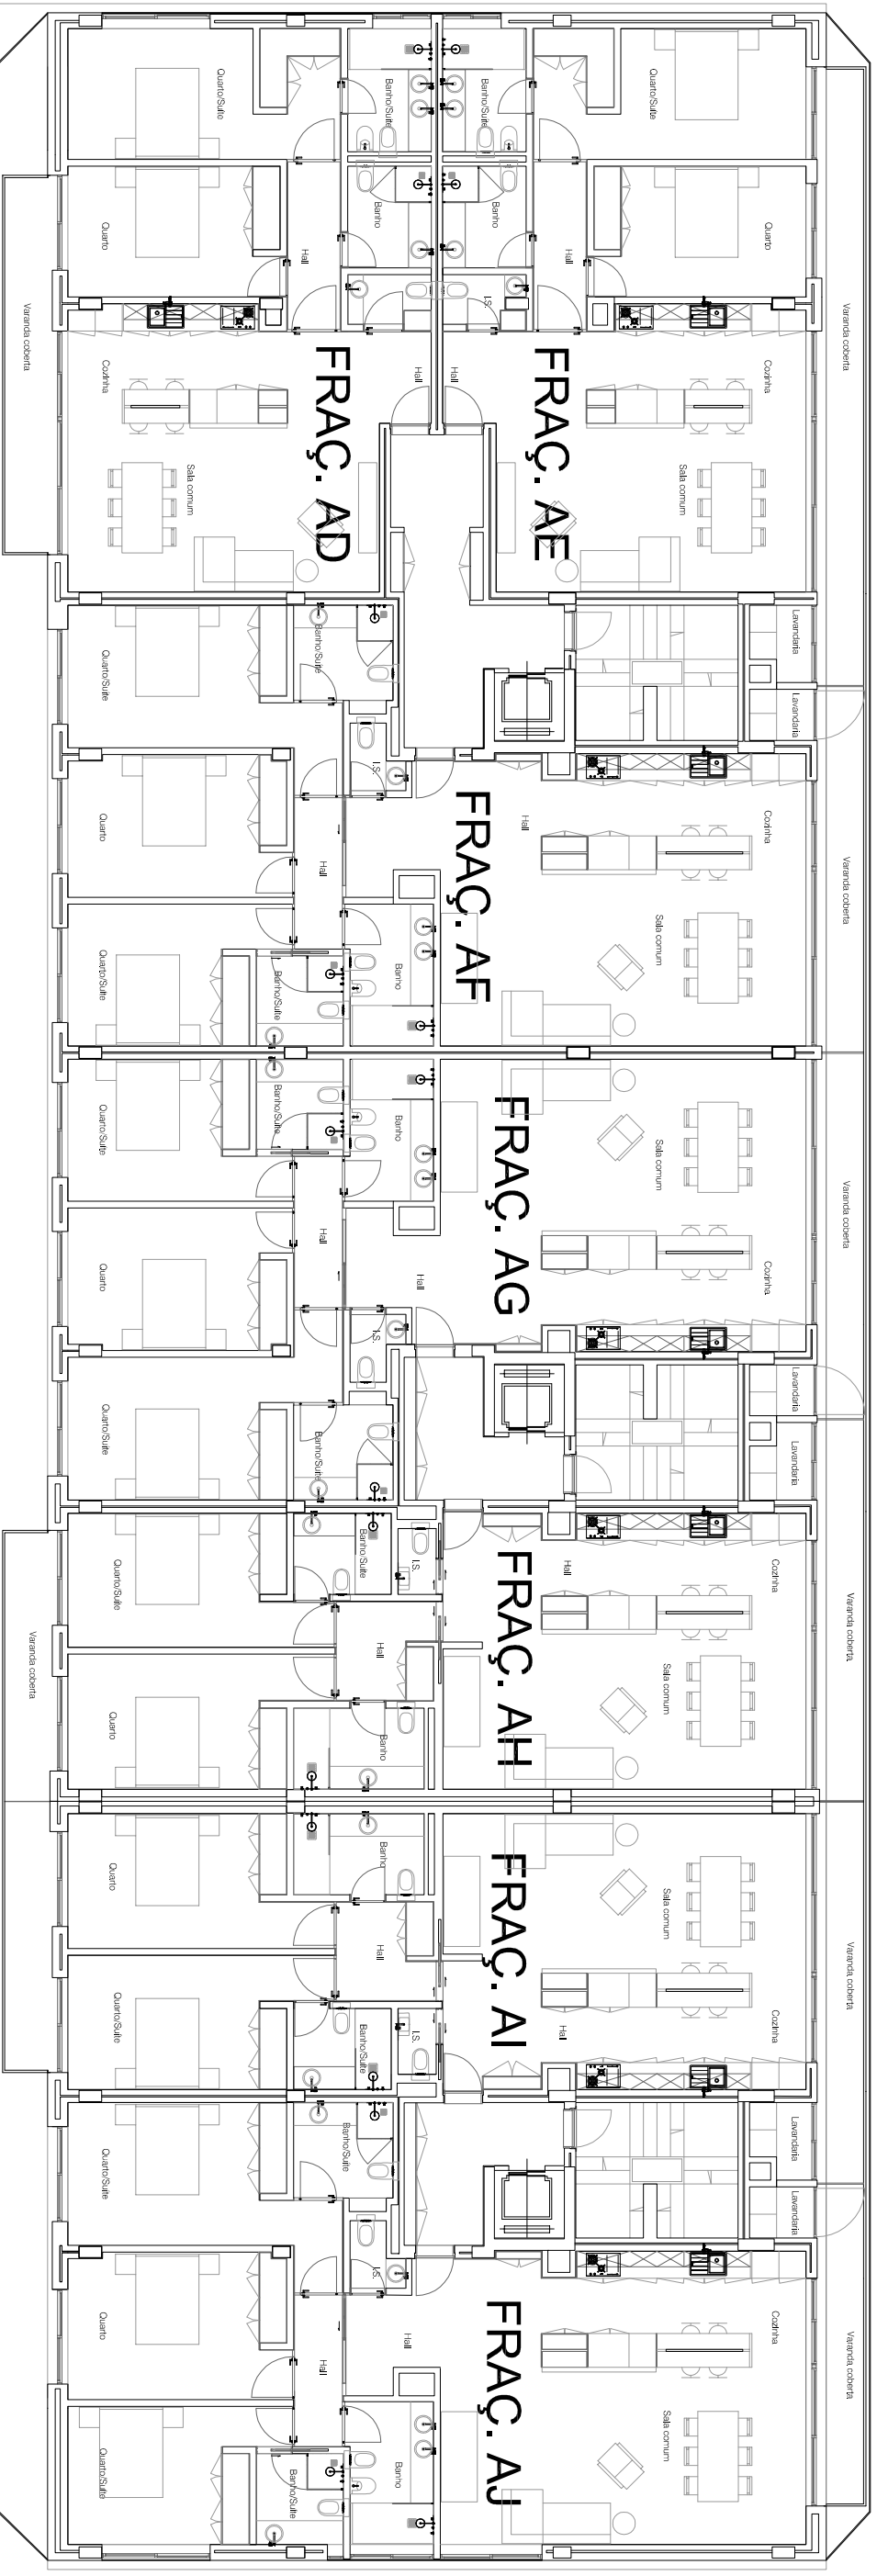 Quarto/Suite
Banho/Suite
Quarto
Banho
Hall
Varanda coberta
Cozinha
Hall
FRAÇ. AD
Sala comum
Banho/Suite
Quarto/Suite
Banho
Hall
Quarto
I.S.
Varanda coberta
Hall
Cozinha
FRAÇ. AE
Sala comum
Lavandaria
Lavandaria
Quarto/Suite
Banho/Suite
I.S.
Quarto
Hall
FRAÇ. AF
Hall
Cozinha
Varanda coberta
Sala comum
Banho
Banho/Suite
Quarto/Suite
Quarto/Suite
Banho/Suite
Banho
FRAÇ. AG
Sala comum
Varanda coberta
Hall
Hall
Cozinha
Quarto
I.S.
Quarto/Suite
Banho/Suite
Lavandaria
Lavandaria
Quarto/Suite
Banho/Suite
I.S.
Hall
Cozinha
FRAÇ. AH
Hall
Varanda coberta
Varanda coberta
Sala comum
Quarto
Banho
Quarto
Banho
FRAÇ. AI
Sala comum
Varanda coberta
Hall
Quarto/Suite
Banho/Suite
I.S.
Hall
Cozinha
Lavandaria
Lavandaria
Quarto/Suite
Banho/Suite
I.S.
Quarto
Hall
Hall
FRAÇ. AJ
Cozinha
Varanda coberta
Sala comum
Banho
Banho/Suite
Quarto/Suite